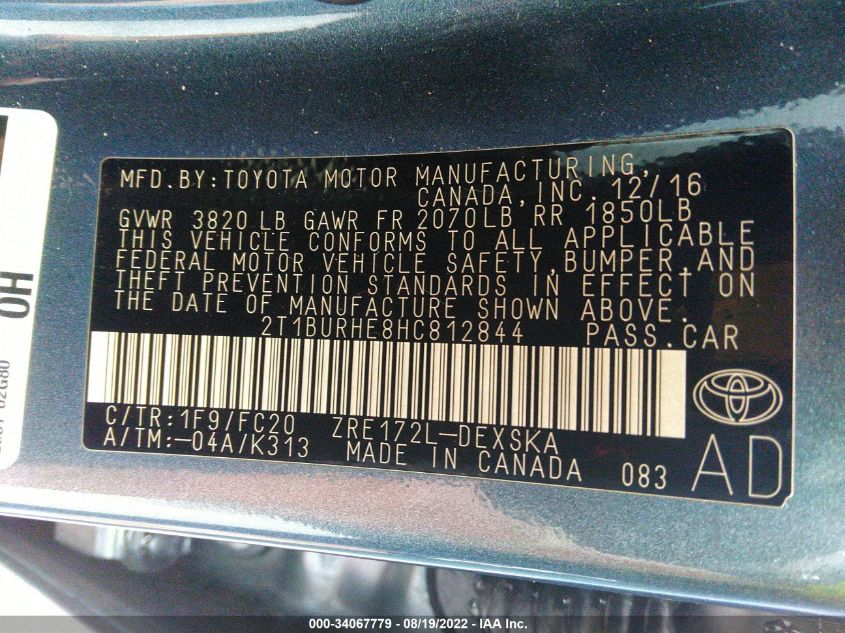 MFD.BY:TOYOTA MOTOR MANUFACTURING,
CANADA,INC. 12/16
GVWR 3820 LB GAWR FR 2070LB RR 1850LB
THIS VEHICLE CONFORMS TO ALL APPLICABLE
FEDERAL MOTOR VEHICLE SAFETY,BUMPER,AND
THEFT PREVENTION STANDARDS IN EFFECT ON
THE DATE OF MANUFACTURE SHOWN ABOVE.
2T1BURHE8HC812844 PASS.CAR
C/TR:1F9/FC20 ZRE172L-DEXSKA
A/TM:-04A/K313 MADE IN CANADA 083
AD
OH
02G80
000-34067779 - 08/19/2022 - IAA Inc.